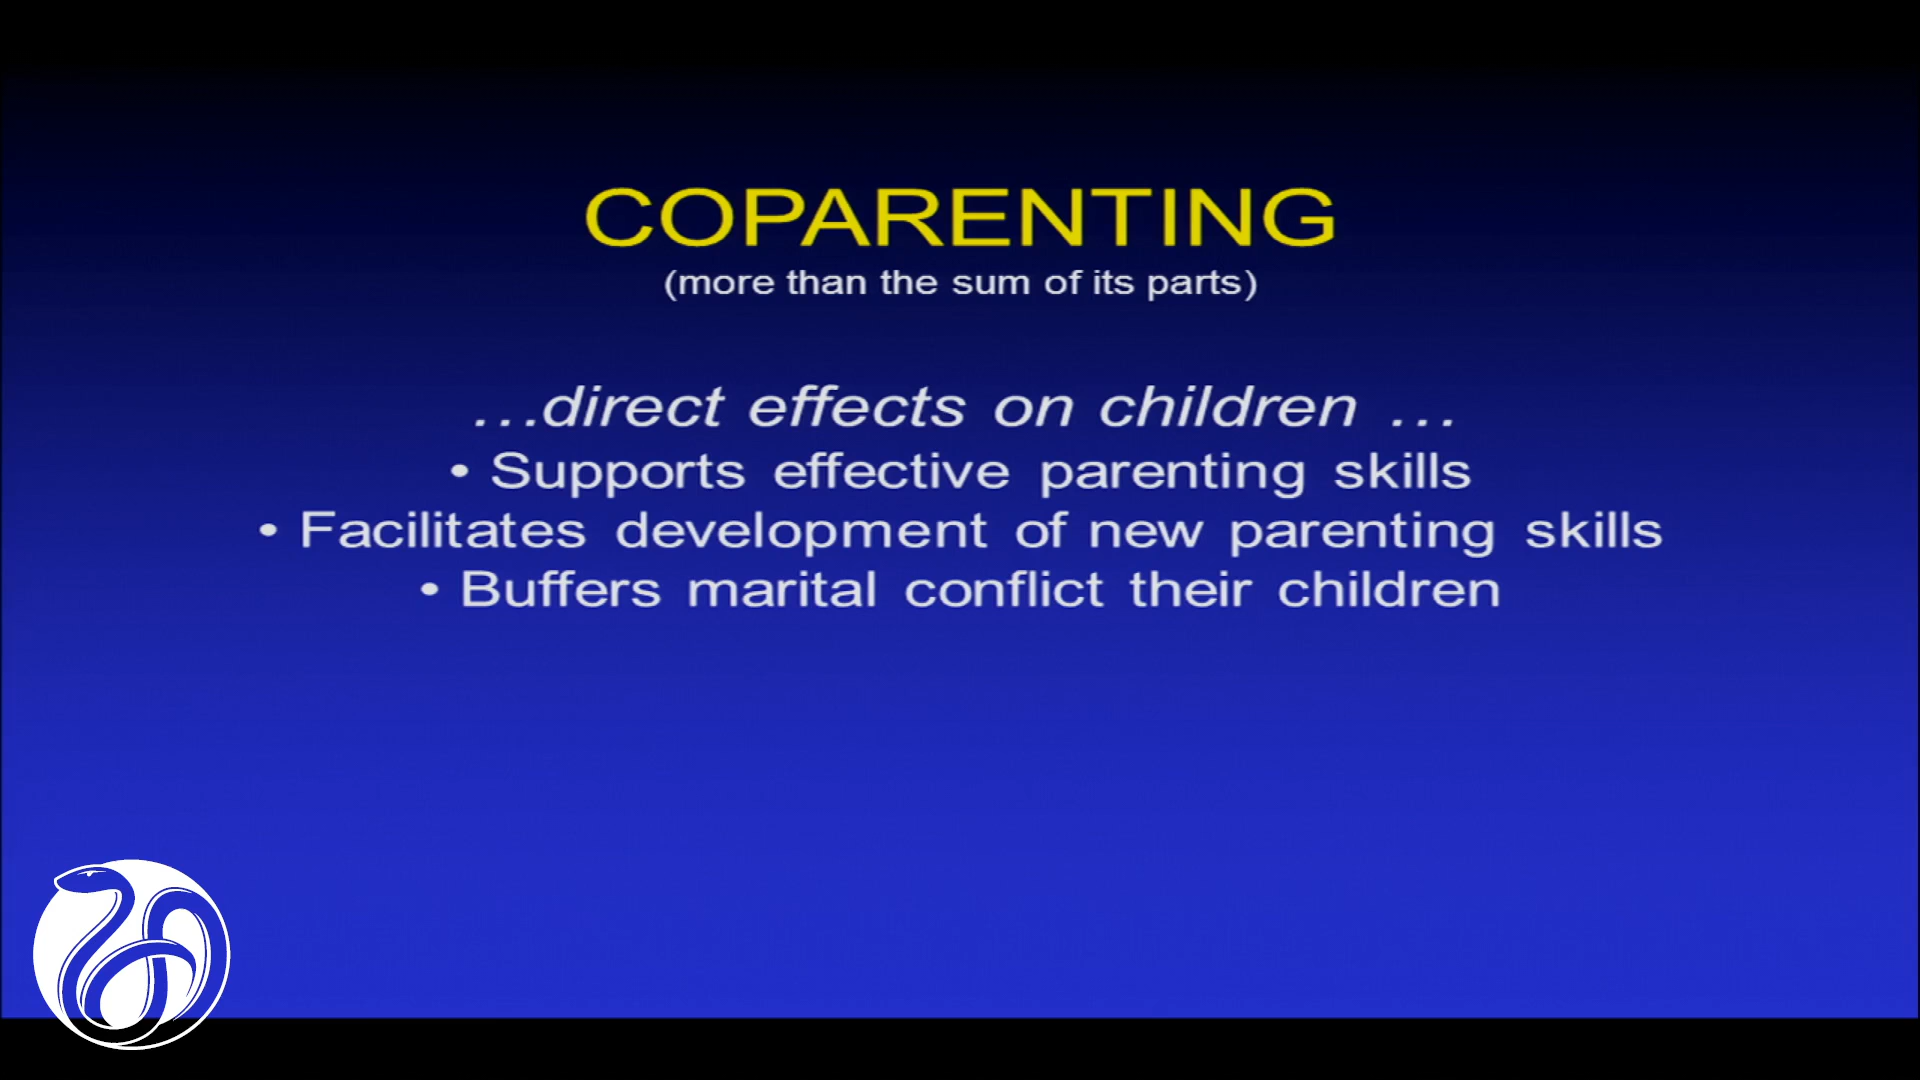 COPARENTING
(more than the sum of its parts)
…direct effects on children …
• Supports effective parenting skills
• Facilitates development of new parenting skills
• Buffers marital conflict their children